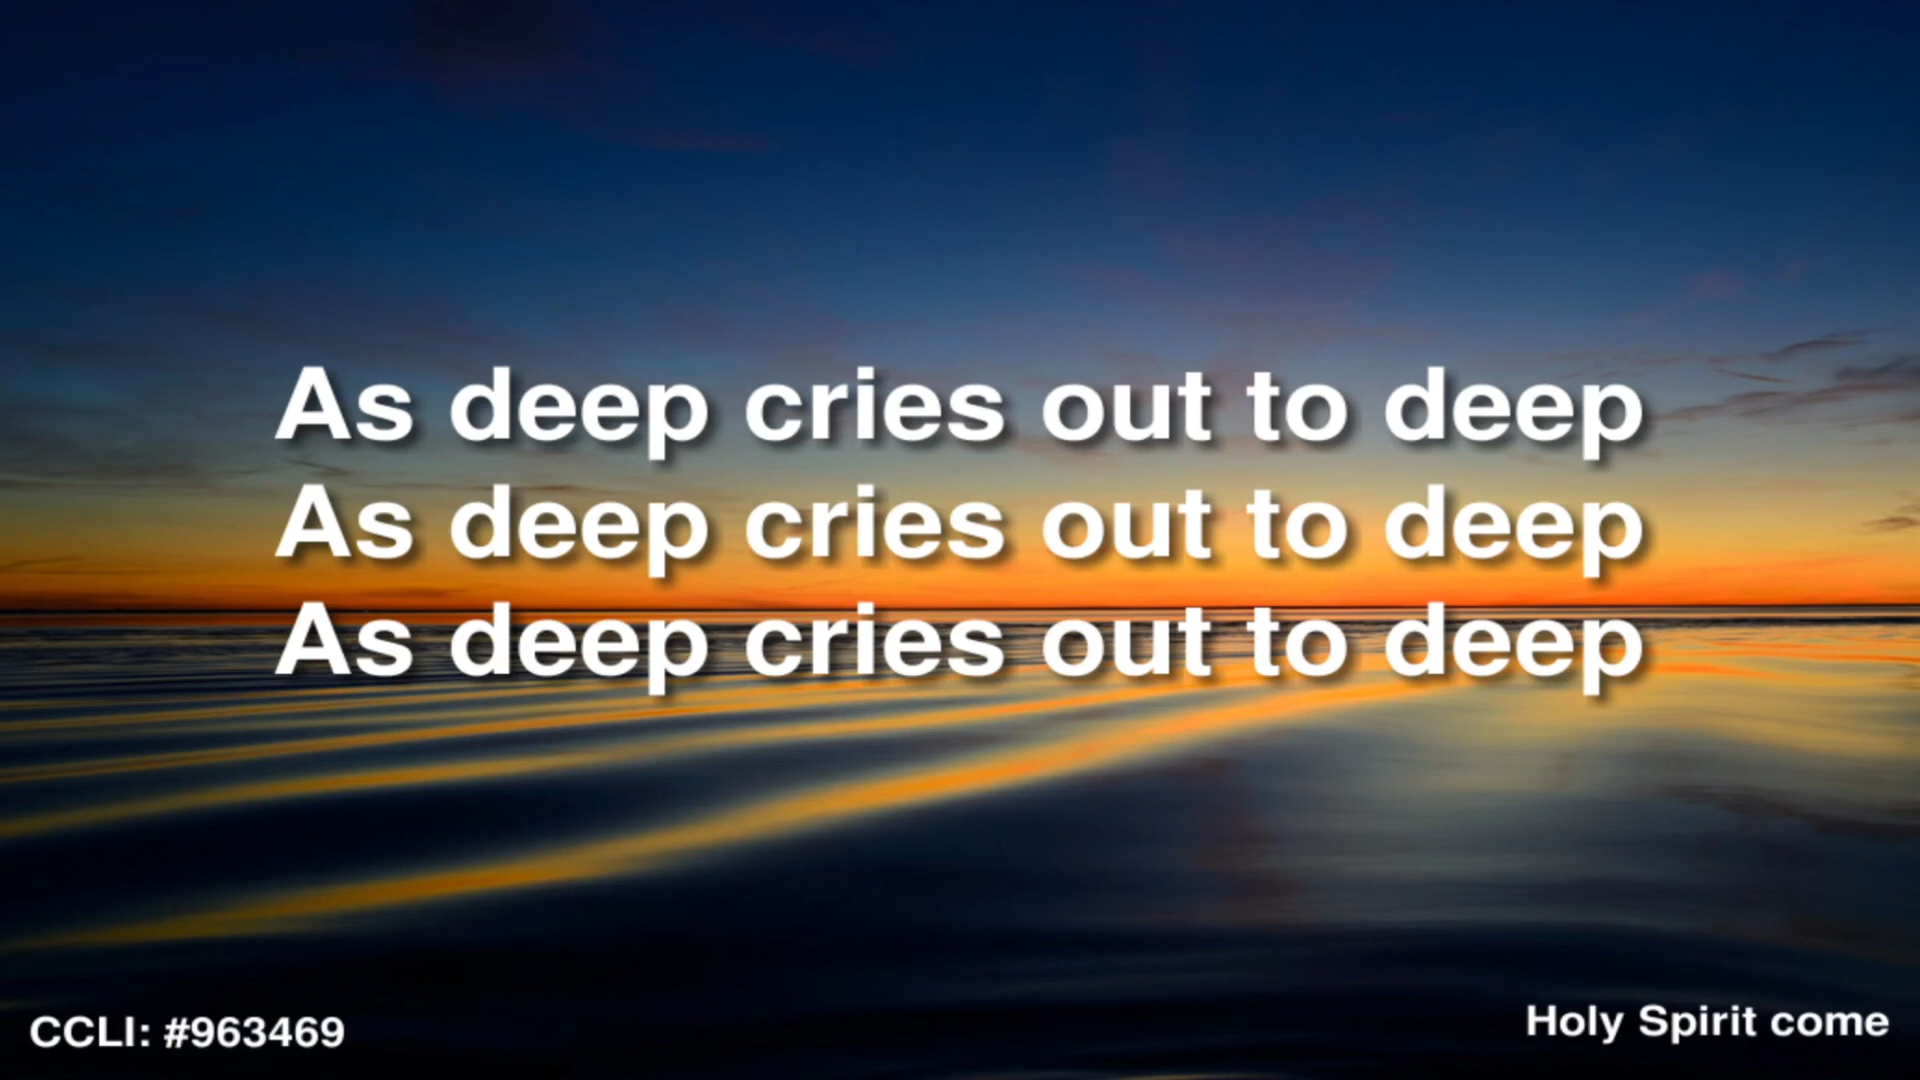 As deep cries out to deep
As deep cries out to deep
As deep cries out to deep
CCLI: #963469
Holy Spirit come